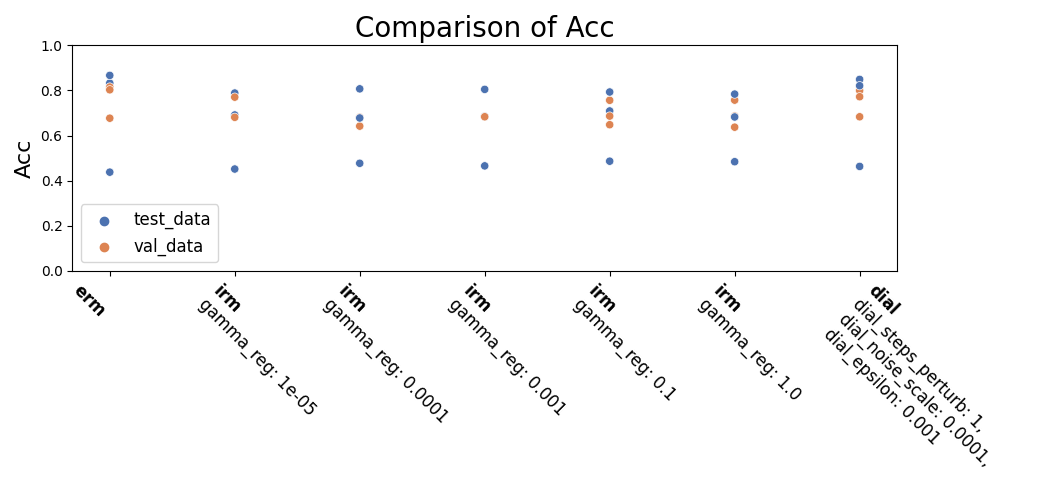 Comparison of Acc
Acc
1.0
0.8
0.6
0.4
0.2
0.0
test_data
val_data
erm
irm
gamma_reg: 1e-05
irm
gamma_reg: 0.0001
irm
gamma_reg: 0.001
irm
gamma_reg: 0.1
irm
gamma_reg: 1.0
dial
dial_steps_perturb: 1,
dial_noise_scale: 0.0001,
dial_epsilon: 0.001